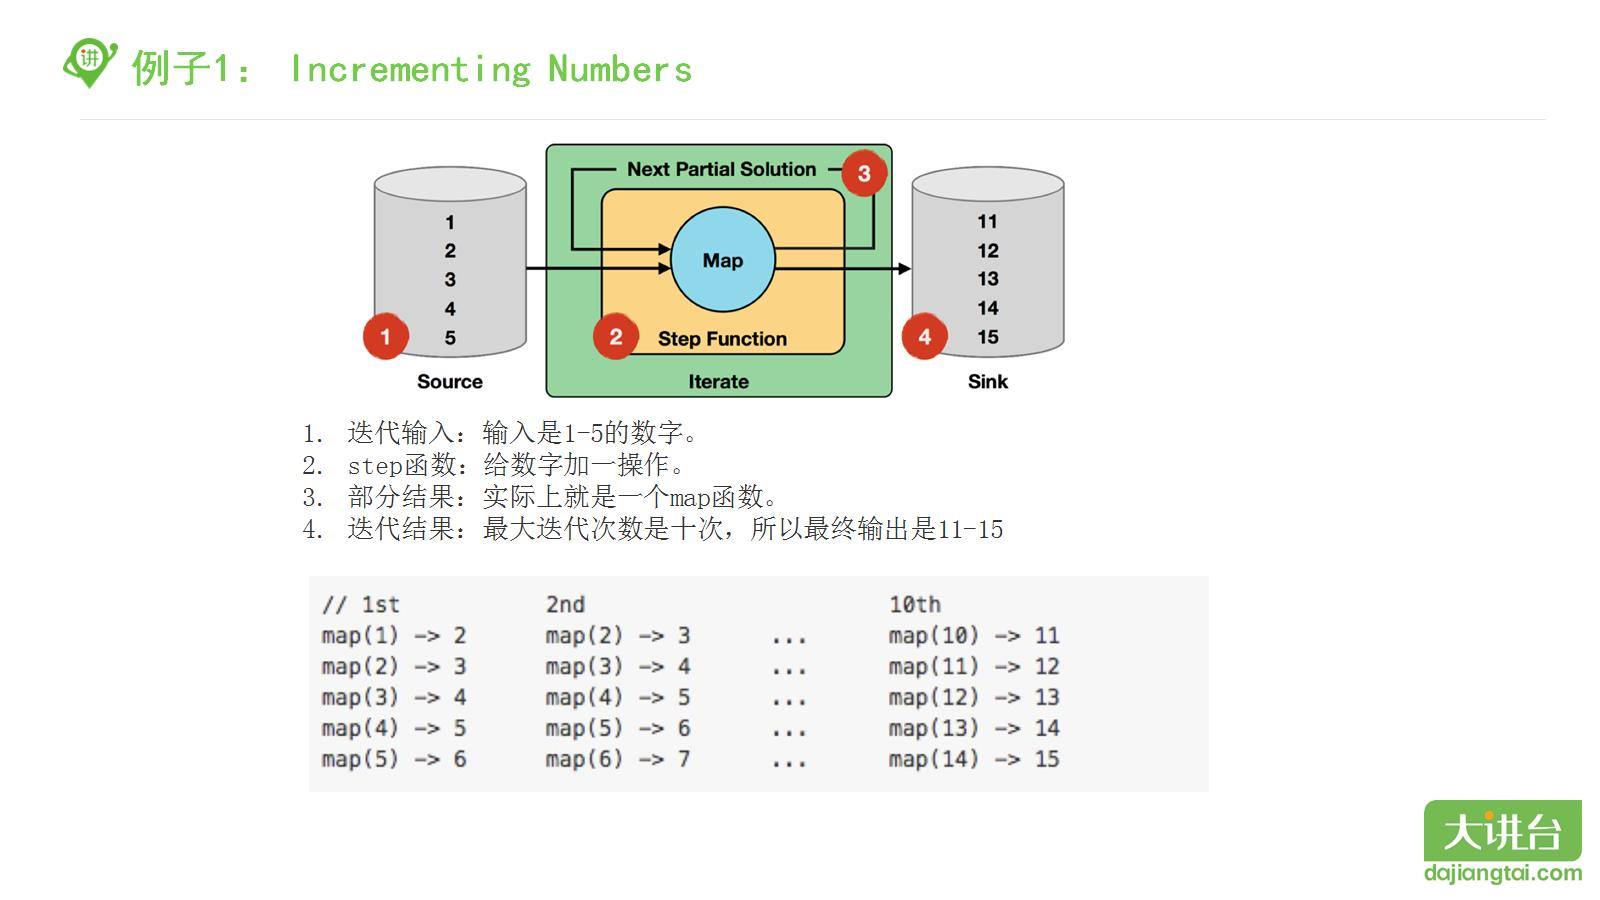 讲
例子1： Incrementing Numbers
Next Partial Solution
3
1
2
3
4
5
Map
11
12
13
14
15
1
2
Step Function
4
Source
Iterate
Sink
1. 迭代输入：输入是1-5的数字。
2. step函数：给数字加一操作。
3. 部分结果：实际上就是一个map函数。
4. 迭代结果：最大迭代次数是十次，所以最终输出是11-15
// 1st 2nd 10th
map(1) -> 2 map(2) -> 3 ... map(10) -> 11
map(2) -> 3 map(3) -> 4 ... map(11) -> 12
map(3) -> 4 map(4) -> 5 ... map(12) -> 13
map(4) -> 5 map(5) -> 6 ... map(13) -> 14
map(5) -> 6 map(6) -> 7 ... map(14) -> 15
大讲台
dajiangtai.com